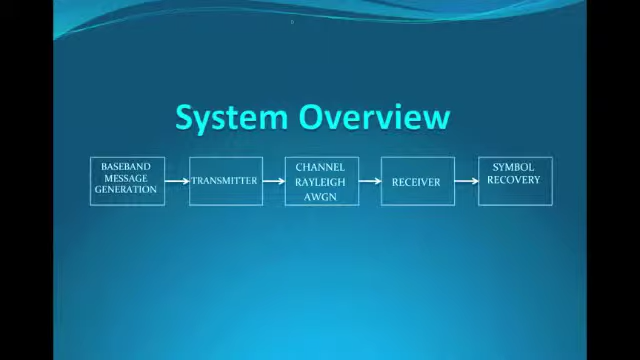 System Overview
BASEBAND
MESSAGE
GENERATION
TRANSMITTER
CHANNEL
RAYLEIGH
AWGN
RECEIVER
SYMBOL
RECOVERY